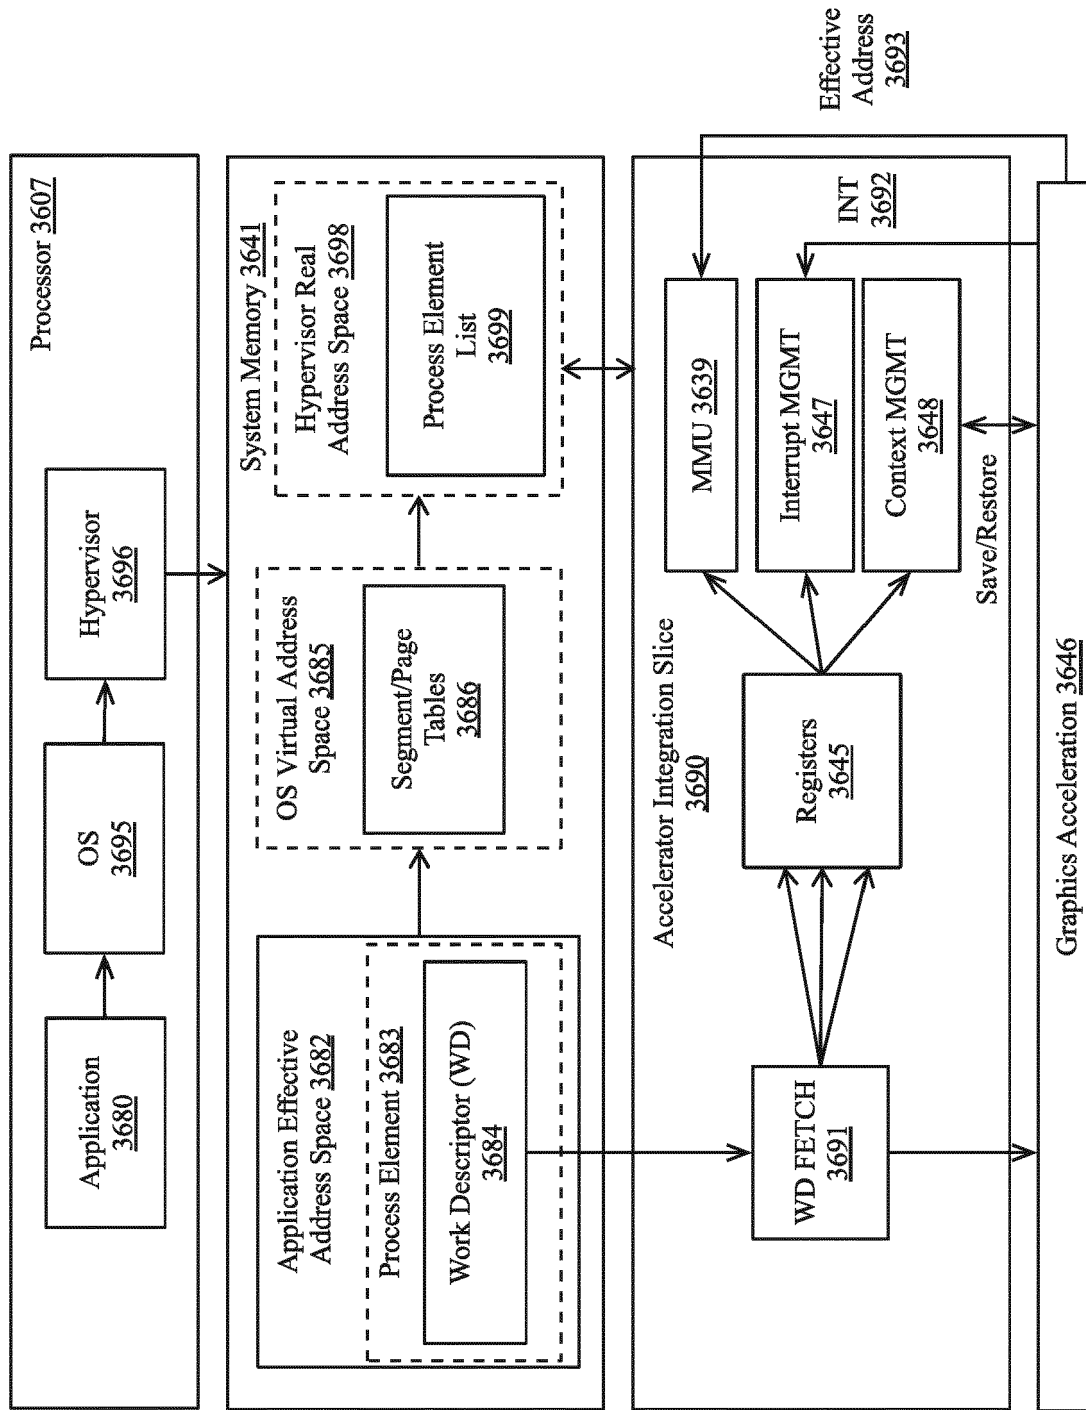 Processor 3607
Application
3680
OS
3695
Hypervisor
3696
System Memory 3641
Application Effective
Address Space 3682
Process Element 3683
Work Descriptor (WD)
3684
OS Virtual Address
Space 3685
Segment/Page
Tables
3686
Hypervisor Real
Address Space 3698
Process Element
List
3699
Accelerator Integration Slice
3690
WD FETCH
3691
Registers
3645
MMU 3639
Interrupt MGMT
3647
Context MGMT
3648
Save/Restore
INT
3692
Effective
Address
3693
Graphics Acceleration 3646